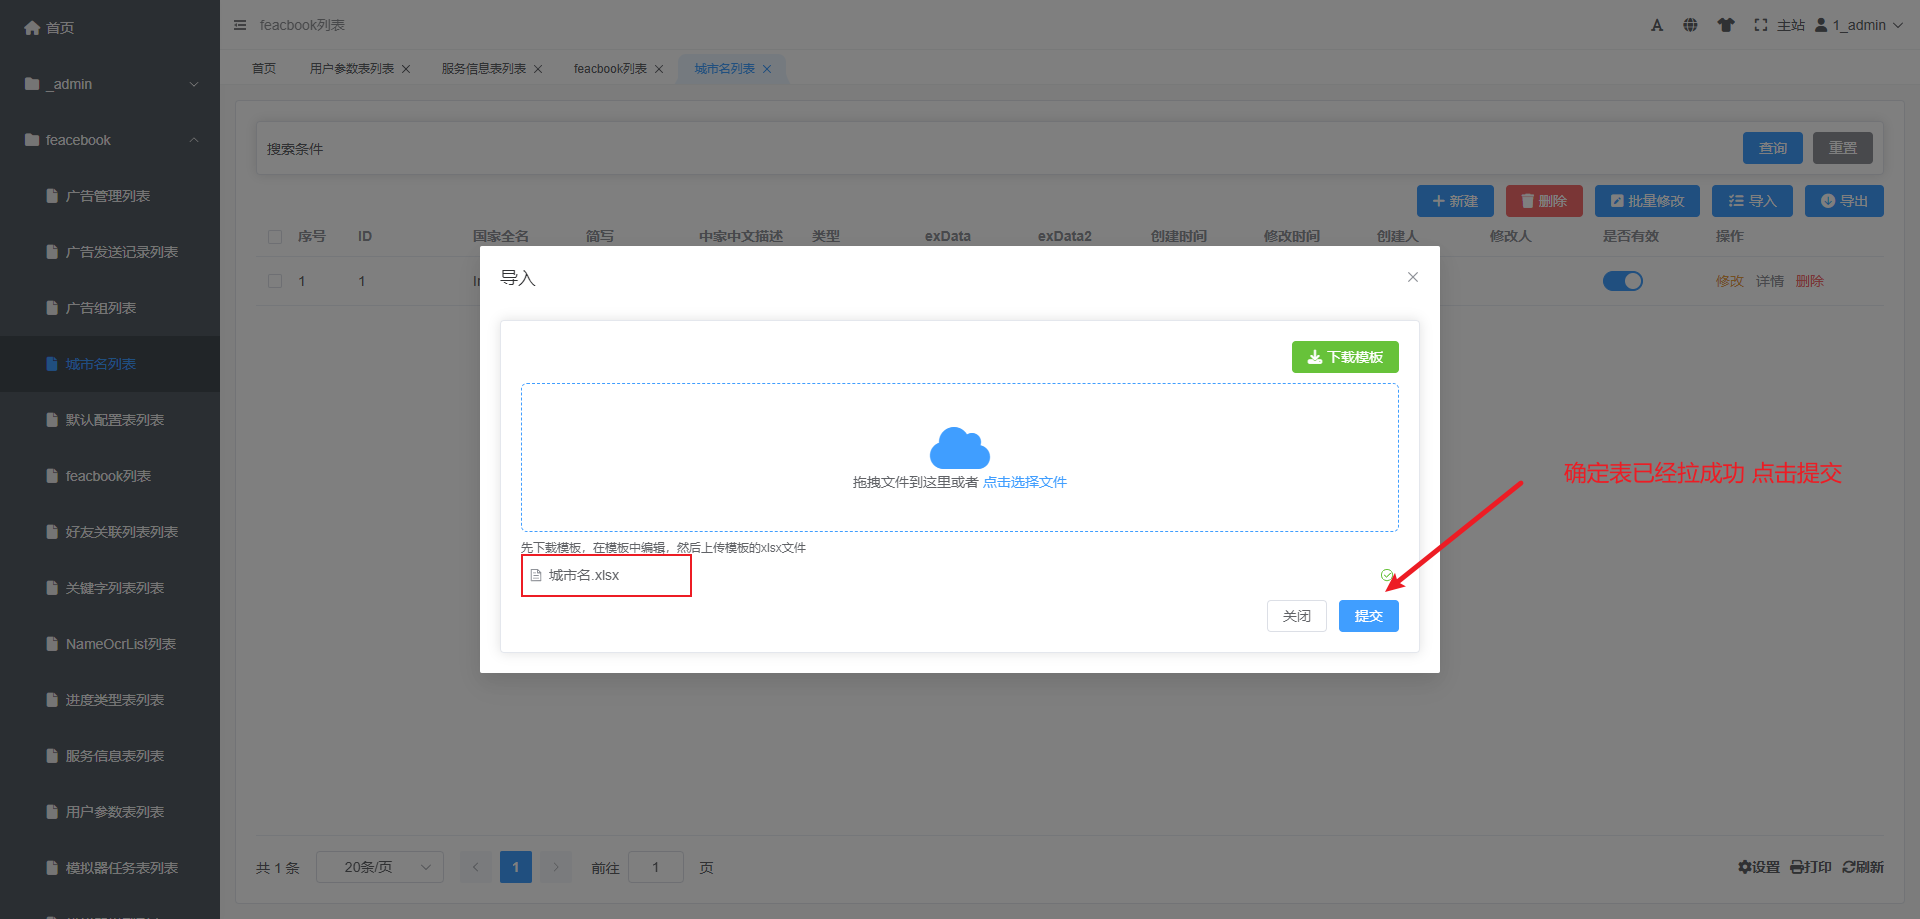 首页
_admin
feacebook
广告管理列表
广告发送记录列表
广告组列表
城市名列表
默认配置表列表
feacbook列表
好友关联列表列表
关键字列表列表
NameOcrList列表
进度类型表列表
服务信息表列表
用户参数表列表
模拟器任务表列表
feacbook列表
主站 1_admin
首页 用户参数表列表 服务信息表列表 feacbook列表 城市名列表
搜索条件 查询 重置
新建 删除 批量修改 导入 导出
序号 ID 国家全名 简写 中家中文描述 类型 exData exData2 创建时间 修改时间 创建人 修改人 是否有效 操作
1 1 修改 详情 删除
导入
下载模板
拖拽文件到这里或者 点击选择文件
先下载模板，在模板中编辑，然后上传模板的xlsx文件
城市名.xlsx
关闭 提交
确定表已经拉成功 点击提交
共 1 条 20条/页 1 前往 1 页 设置 打印 刷新